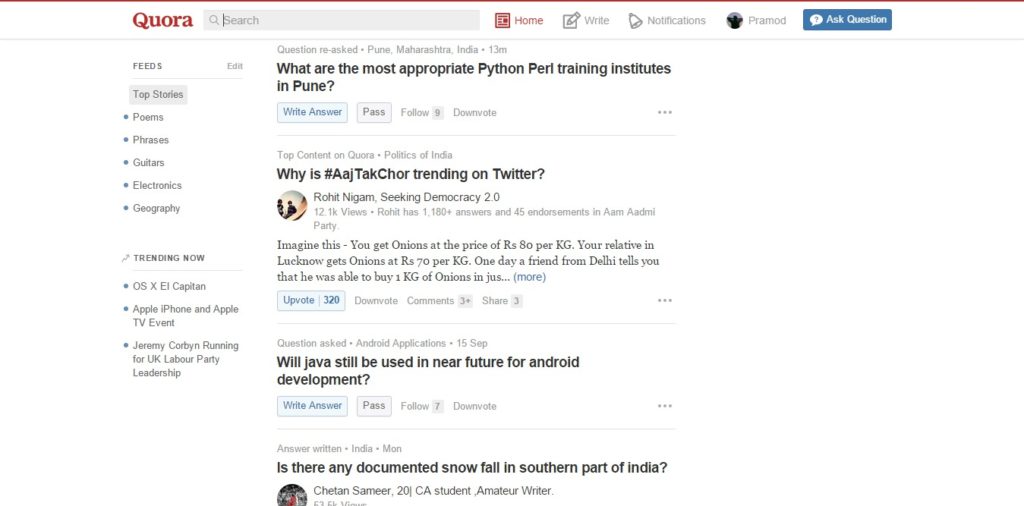 Quora
Search
Home
Write
Notifications
Pramod
Ask Question
FEEDS
Edit
Top Stories
Poems
Phrases
Guitars
Electronics
Geography
TRENDING NOW
OS X El Capitan
Apple iPhone and Apple
TV Event
Jeremy Corbyn Running
for UK Labour Party
Leadership
Question re-asked • Pune, Maharashtra, India • 13m
What are the most appropriate Python Perl training institutes
in Pune?
Write Answer Pass Follow 9 Downvote
Top Content on Quora • Politics of India
Why is #AajTakChor trending on Twitter?
Rohit Nigam, Seeking Democracy 2.0
12.1k Views • Rohit has 1,180+ answers and 45 endorsements in Aam Aadmi
Party.
Imagine this - You get Onions at the price of Rs 80 per KG. Your relative in
Lucknow gets Onions at Rs 70 per KG. One day a friend from Delhi tells you
that he was able to buy 1 KG of Onions in jus... (more)
Upvote 320 Downvote Comments 3+ Share 3
Question asked • Android Applications • 15 Sep
Will java still be used in near future for android
development?
Write Answer Pass Follow 7 Downvote
Answer written • India • Mon
Is there any documented snow fall in southern part of india?
Chetan Sameer, 20| CA student ,Amateur Writer.
53.5k Views